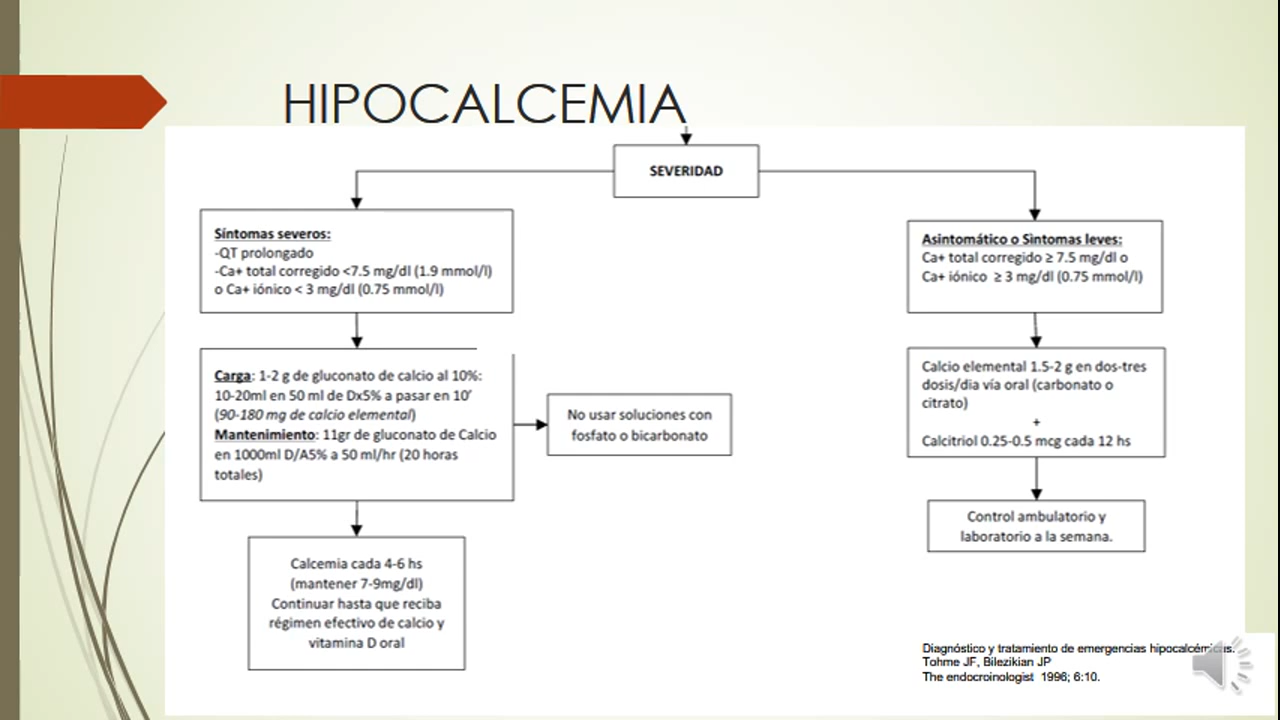 HIPOCALCEMIA
SEVERIDAD
Síntomas severos:
-QT prolongado
-Ca+ total corregido <7.5 mg/dl (1.9 mmol/l)
o Ca+ iónico < 3 mg/dl (0.75 mmol/l)
Carga: 1-2 g de gluconato de calcio al 10%:
10-20ml en 50 ml de Dx5% a pasar en 10’
(90-180 mg de calcio elemental)
Mantenimiento: 11gr de gluconato de Calcio
en 1000ml D/A5% a 50 ml/hr (20 horas
totales)
No usar soluciones con
fosfato o bicarbonato
Calcemia cada 4-6 hs
(mantener 7-9mg/dl)
Continuar hasta que reciba
régimen efectivo de calcio y
vitamina D oral
Asintomático o Sintomas leves:
Ca+ total corregido ≥ 7.5 mg/dl o
Ca+ iónico ≥ 3 mg/dl (0.75 mmol/l)
Calcio elemental 1.5-2 g en dos-tres
dosis/dia vía oral (carbonato o
citrato)
+
Calcitriol 0.25-0.5 mcg cada 12 hs
Control ambulatorio y
laboratorio a la semana.
Diagnóstico y tratamiento de emergencias hipocalcémicas.
Tohme JF, Bilezikian JP
The endocroinologist 1996; 6:10.